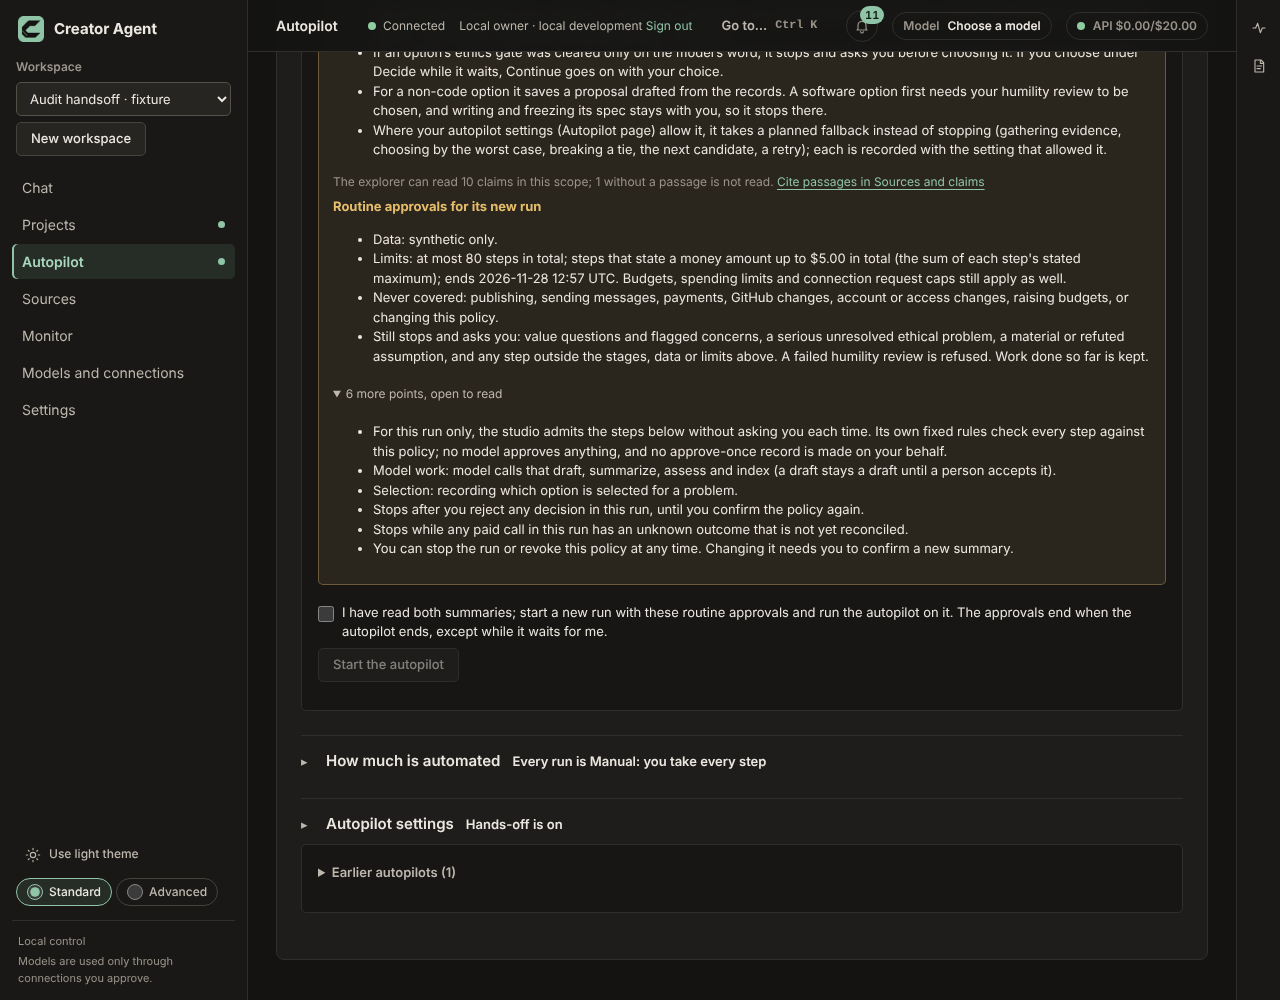 Creator Agent
Workspace
Audit handsoff · fixture
New workspace
Chat
Projects
Autopilot
Sources
Monitor
Models and connections
Settings
Use light theme
Standard
Advanced
Local control
Models are used only through
connections you approve.
Autopilot
Connected
Local owner · local development Sign out
Go to... Ctrl K
11
Model Choose a model
API $0.00/$20.00
If an option's ethics gate was cleared only on the model's word, it stops and asks you before choosing it. If you choose under
Decide while it waits, Continue goes on with your choice.
For a non-code option it saves a proposal drafted from the records. A software option first needs your humility review to be
chosen, and writing and freezing its spec stays with you, so it stops there.
Where your autopilot settings (Autopilot page) allow it, it takes a planned fallback instead of stopping (gathering evidence,
choosing by the worst case, breaking a tie, the next candidate, a retry); each is recorded with the setting that allowed it.
The explorer can read 10 claims in this scope; 1 without a passage is not read. Cite passages in Sources and claims
Routine approvals for its new run
Data: synthetic only.
Limits: at most 80 steps in total; steps that state a money amount up to $5.00 in total (the sum of each step's stated
maximum); ends 2026-11-28 12:57 UTC. Budgets, spending limits and connection request caps still apply as well.
Never covered: publishing, sending messages, payments, GitHub changes, account or access changes, raising budgets, or
changing this policy.
Still stops and asks you: value questions and flagged concerns, a serious unresolved ethical problem, a material or refuted
assumption, and any step outside the stages, data or limits above. A failed humility review is refused. Work done so far is kept.
6 more points, open to read
For this run only, the studio admits the steps below without asking you each time. Its own fixed rules check every step against
this policy; no model approves anything, and no approve-once record is made on your behalf.
Model work: model calls that draft, summarize, assess and index (a draft stays a draft until a person accepts it).
Selection: recording which option is selected for a problem.
Stops after you reject any decision in this run, until you confirm the policy again.
Stops while any paid call in this run has an unknown outcome that is not yet reconciled.
You can stop the run or revoke this policy at any time. Changing it needs you to confirm a new summary.
I have read both summaries; start a new run with these routine approvals and run the autopilot on it. The approvals end when the
autopilot ends, except while it waits for me.
Start the autopilot
How much is automated Every run is Manual: you take every step
Autopilot settings Hands-off is on
Earlier autopilots (1)